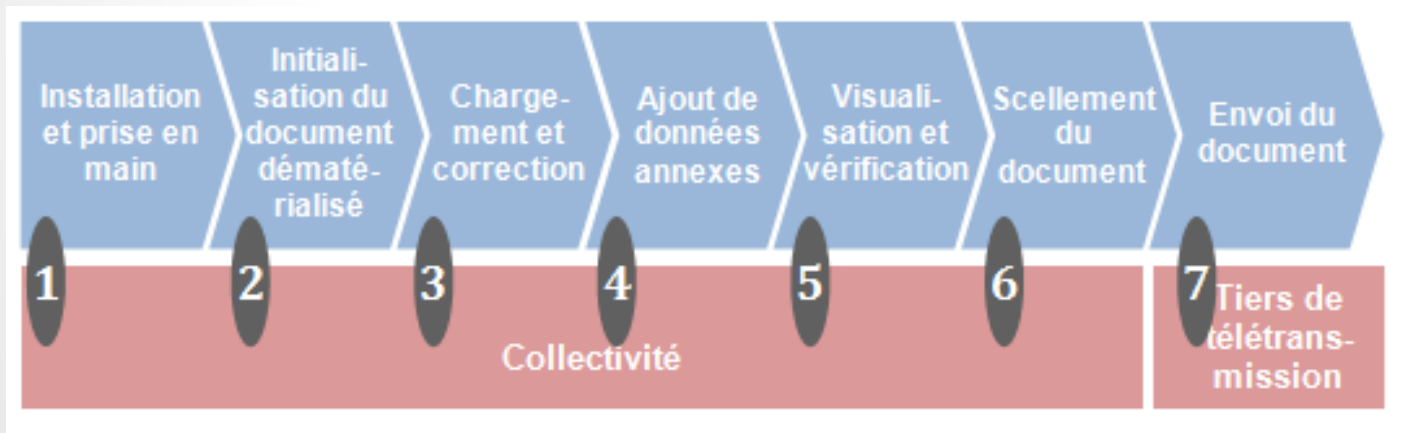 Installation
et prise en
main
Initiali-
sation du
document
dématé-
rialisé
Charge-
ment et
correction
Ajout de
données
annexes
Visuali-
sation et
vérification
Scellement
du
document
Envoi du
document
1
2
3
4
5
6
7
Collectivité
Tiers de
télétrans-
mission